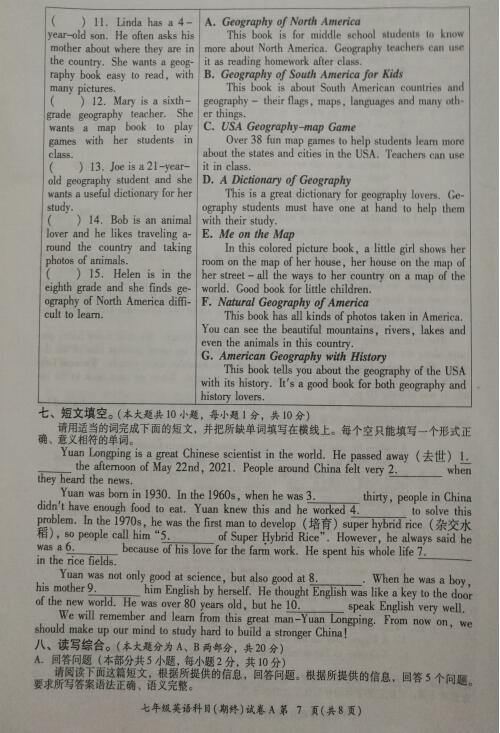 (    ) 11. Linda has a 4-
year-old son. He often asks his
mother about where they are in
the country. She wants a geog-
raphy book easy to read, with
many pictures.
(    ) 12. Mary is a sixth-
grade geography teacher. She
wants a map book to play
games with her students in
class.
(    ) 13. Joe is a 21-year-
old geography student and she
wants a useful dictionary for her
study.
(    ) 14. Bob is an animal
lover and he likes traveling a-
round the country and taking
photos of animals.
(    ) 15. Helen is in the
eighth grade and she finds ge-
ography of North America diffi-
cult to learn.
A. Geography of North America
This book is for middle school students to know
more about North America. Geography teachers can use
it as reading homework after class.
B. Geography of South America for Kids
This book is about South American countries and
geography – their flags, maps, languages and many oth-
er things.
C. USA Geography-map Game
Over 38 fun map games to help students learn more
about the states and cities in the USA. Teachers can use
it in class.
D. A Dictionary of Geography
This is a great dictionary for geography lovers. Ge-
ography students must have one at hand to help them
with their study.
E. Me on the Map
In this colored picture book, a little girl shows her
room on the map of her house, her house on the map of
her street – all the ways to her country on a map of the
world. Good book for little children.
F. Natural Geography of America
This book has all kinds of photos taken in America.
You can see the beautiful mountains, rivers, lakes and
even the animals in this country.
G. American Geography with History
This book tells you about the geography of the USA
with its history. It's a good book for both geography and
history lovers.
七、短文填空。(本大题共10小题,每小题1分,共10分)
请用适当的词完成下面的短文,并把所缺单词填写在横线上。每个空只能填写一个形式正
确、意义相符的单词。
Yuan Longping is a great Chinese scientist in the world. He passed away (去世) 1.
______ the afternoon of May 22nd, 2021. People around China felt very 2. ______ when
they heard the news.
Yuan was born in 1930. In the 1960s, when he was 3. ______ thirty, people in China
didn't have enough food to eat. Yuan knew this and he worked 4. ______ to solve this
problem. In the 1970s, he was the first man to develop (培育) super hybrid rice (杂交水
稻), so people call him "5. ______ of Super Hybrid Rice". However, he always said he
was a 6. ______ because of his love for the farm work. He spent his whole life 7. ______
in the rice fields.
Yuan was not only good at science, but also good at 8. ______. When he was a boy,
his mother 9. ______ him English by herself. He thought English was like a key to the door
of the new world. He was over 80 years old, but he 10. ______ speak English very well.
We will remember and learn from this great man-Yuan Longping. From now on, we
should make up our mind to study hard to build a stronger China!
八、读写综合。(本大题分为A、B两部分,共20分)
A. 回答问题(本部分共5小题,每小题2分,共10分)
请阅读下面这篇短文,根据所提供的信息,回答问题。根据所提供的信息,回答5个问题。
要求所写答案语法正确、语义完整。
七年级英语科目(期终)试卷A第 7 页(共8页)